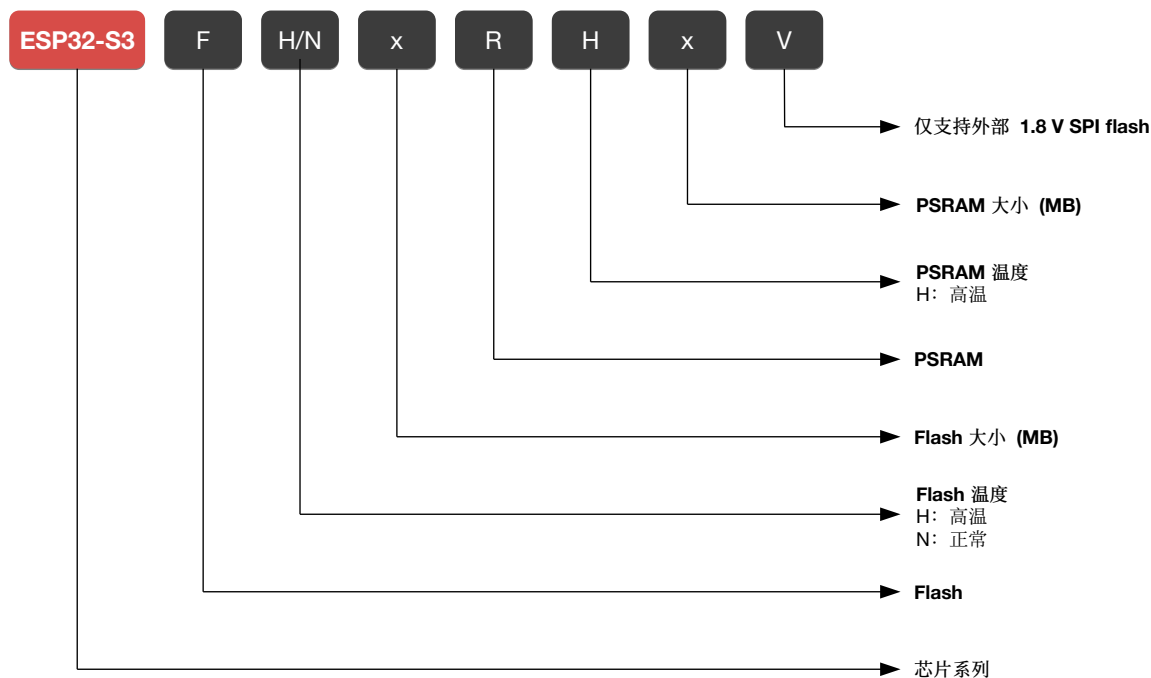 ESP32-S3 F H/N x R H x V
仅支持外部 1.8 V SPI flash
PSRAM 大小 (MB)
PSRAM 温度
H：高温
PSRAM
Flash 大小 (MB)
Flash 温度
H：高温
N：正常
Flash
芯片系列